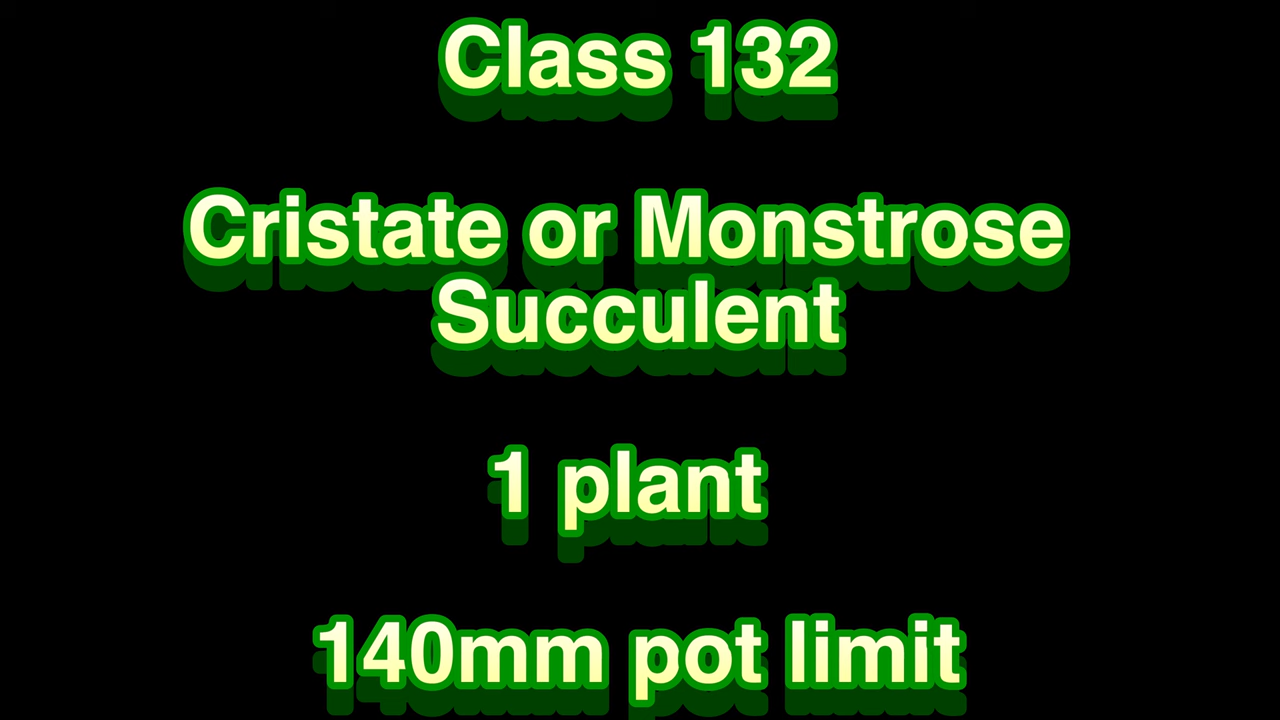 Class 132
Cristate or Monstrose
Succulent
1 plant
140mm pot limit